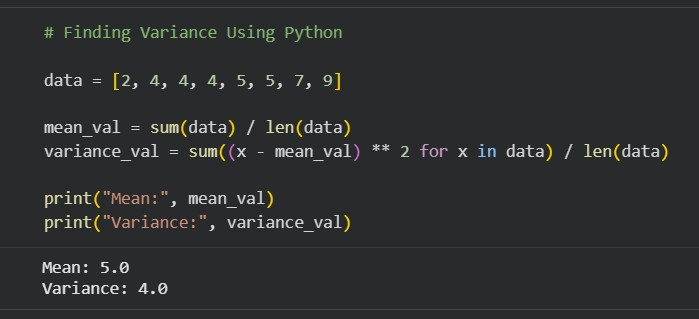 # Finding Variance Using Python
data = [2, 4, 4, 4, 5, 5, 7, 9]
mean_val = sum(data) / len(data)
variance_val = sum((x - mean_val) ** 2 for x in data) / len(data)
print("Mean:", mean_val)
print("Variance:", variance_val)
Mean: 5.0
Variance: 4.0